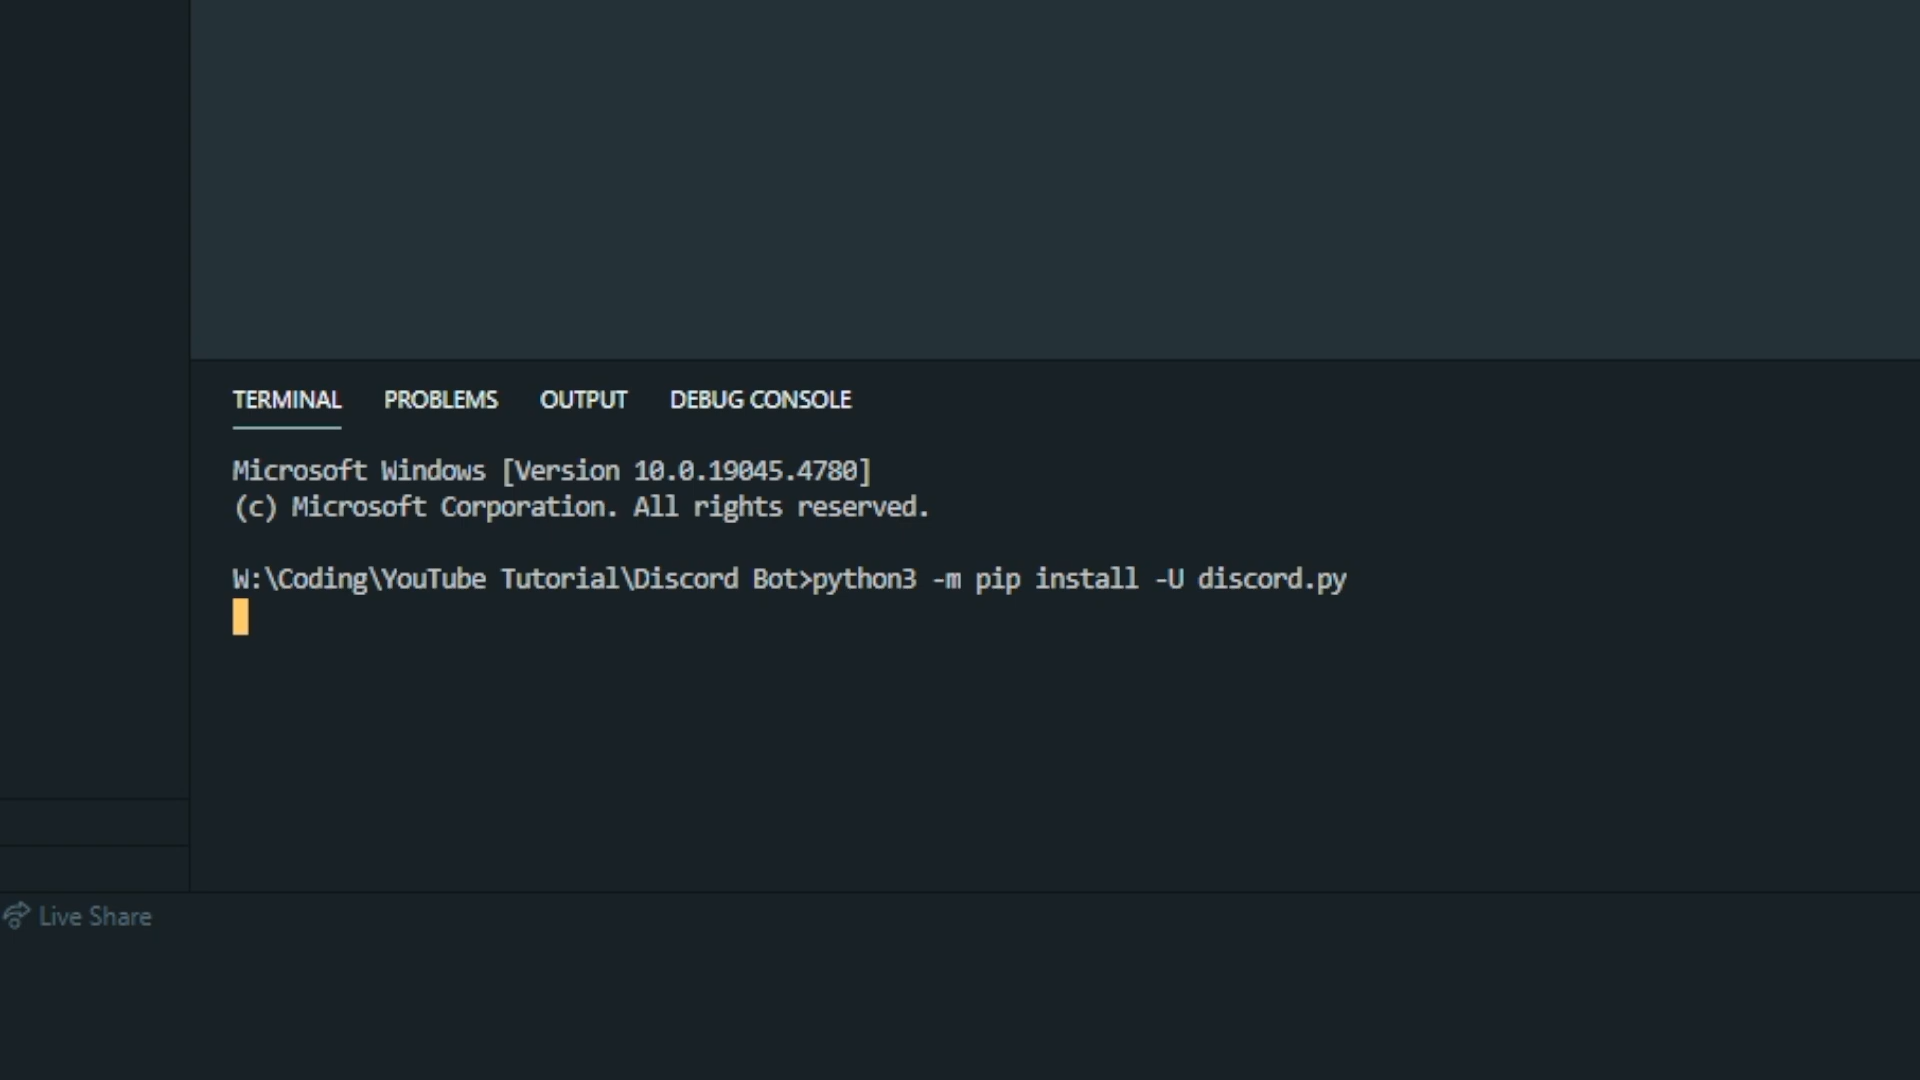 TERMINAL PROBLEMS OUTPUT DEBUG CONSOLE
Microsoft Windows [Version 10.0.19045.4780]
(c) Microsoft Corporation. All rights reserved.
W:\Coding\YouTube Tutorial\Discord Bot>python3 -m pip install -U discord.py
Live Share